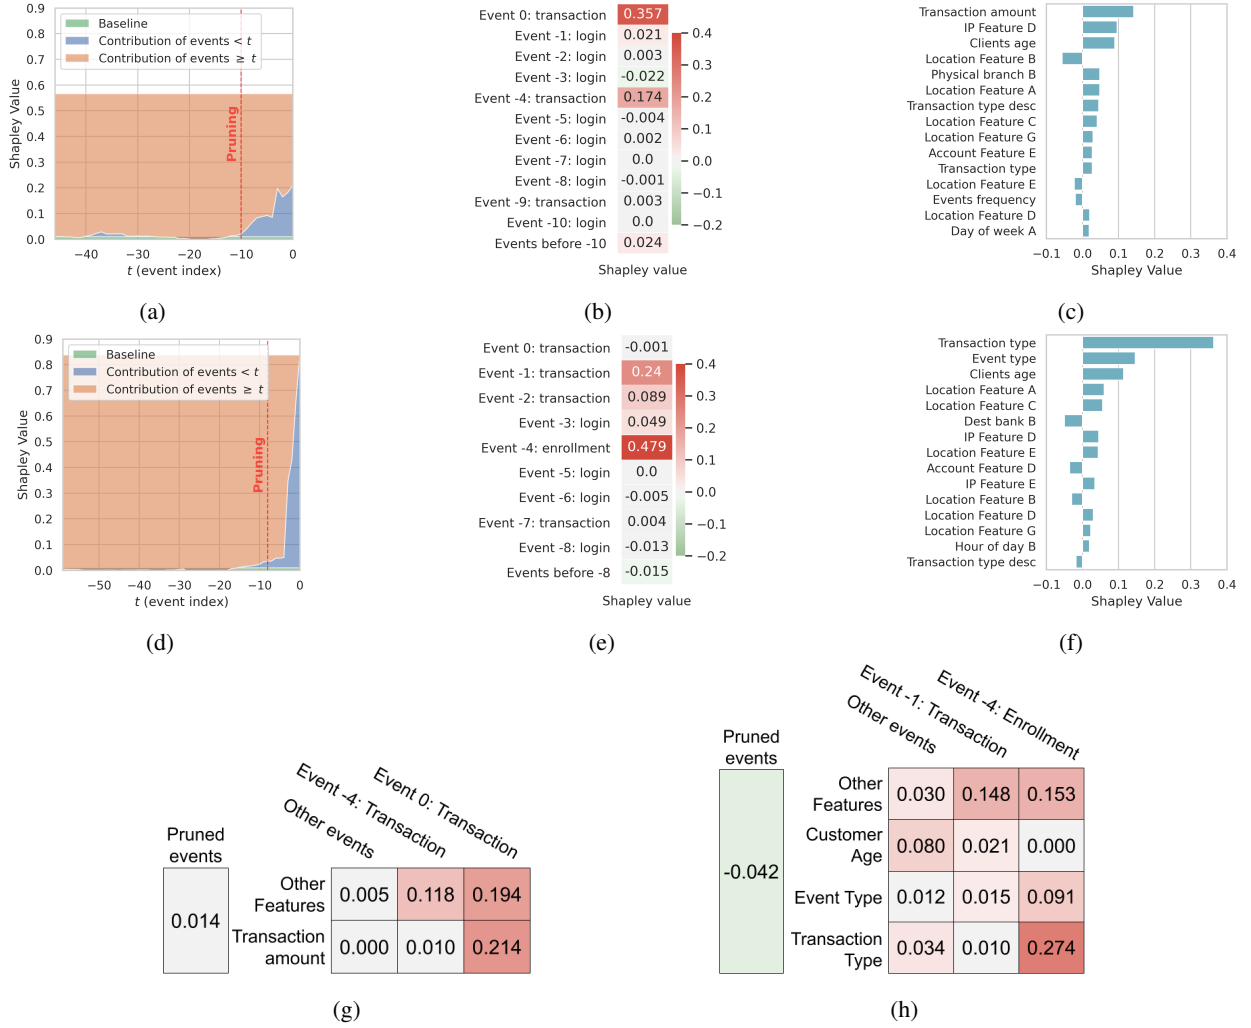 0.9
0.8
0.7
0.6
0.5
0.4
0.3
0.2
0.1
0.0
Shapley Value
Baseline
Contribution of events < t
Contribution of events ≥ t
Pruning
−40 −30 −20 −10 0
t (event index)
(a)
Event 0: transaction 0.357
Event -1: login 0.021
Event -2: login 0.003
Event -3: login -0.022
Event -4: transaction 0.174
Event -5: login -0.004
Event -6: login 0.002
Event -7: login 0.0
Event -8: login -0.001
Event -9: transaction 0.003
Event -10: login 0.0
Events before -10 0.024
Shapley value
0.4
0.3
0.2
0.1
0.0
−0.1
−0.2
(b)
Transaction amount
IP Feature D
Clients age
Location Feature B
Physical branch B
Location Feature A
Transaction type desc
Location Feature C
Location Feature G
Account Feature E
Transaction type
Location Feature E
Events frequency
Location Feature D
Day of week A
−0.1 0.0 0.1 0.2 0.3 0.4
Shapley Value
(c)
0.9
0.8
0.7
0.6
0.5
0.4
0.3
0.2
0.1
0.0
Shapley Value
Baseline
Contribution of events < t
Contribution of events ≥ t
Pruning
−50 −40 −30 −20 −10 0
t (event index)
(d)
Event 0: transaction -0.001
Event -1: transaction 0.24
Event -2: transaction 0.089
Event -3: login 0.049
Event -4: enrollment 0.479
Event -5: login 0.0
Event -6: login -0.005
Event -7: transaction 0.004
Event -8: login -0.013
Events before -8 -0.015
Shapley value
0.4
0.3
0.2
0.1
0.0
−0.1
−0.2
(e)
Transaction type
Event type
Clients age
Location Feature A
Location Feature C
Dest bank B
IP Feature D
Location Feature E
Account Feature D
IP Feature E
Location Feature B
Location Feature D
Location Feature G
Hour of day B
Transaction type desc
−0.1 0.0 0.1 0.2 0.3 0.4
Shapley Value
(f)
Pruned
events
0.014
Other events
Event -4: Transaction
Event 0: Transaction
Other
Features
0.005 0.118 0.194
Transaction
amount
0.000 0.010 0.214
(g)
Pruned
events
-0.042
Other events
Event -1: Transaction
Event -4: Enrollment
Other
Features
0.030 0.148 0.153
Customer
Age
0.080 0.021 0.000
Event Type 0.012 0.015 0.091
Transaction
Type
0.034 0.010 0.274
(h)